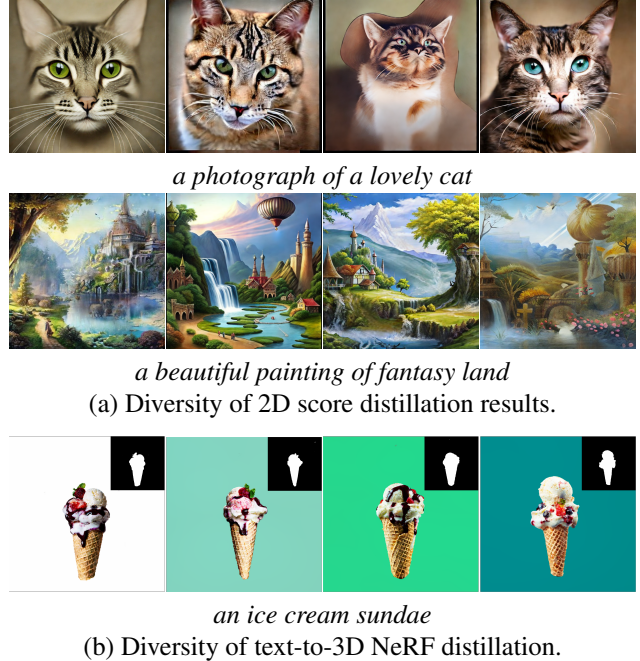 a photograph of a lovely cat
a beautiful painting of fantasy land
(a) Diversity of 2D score distillation results.
an ice cream sundae
(b) Diversity of text-to-3D NeRF distillation.